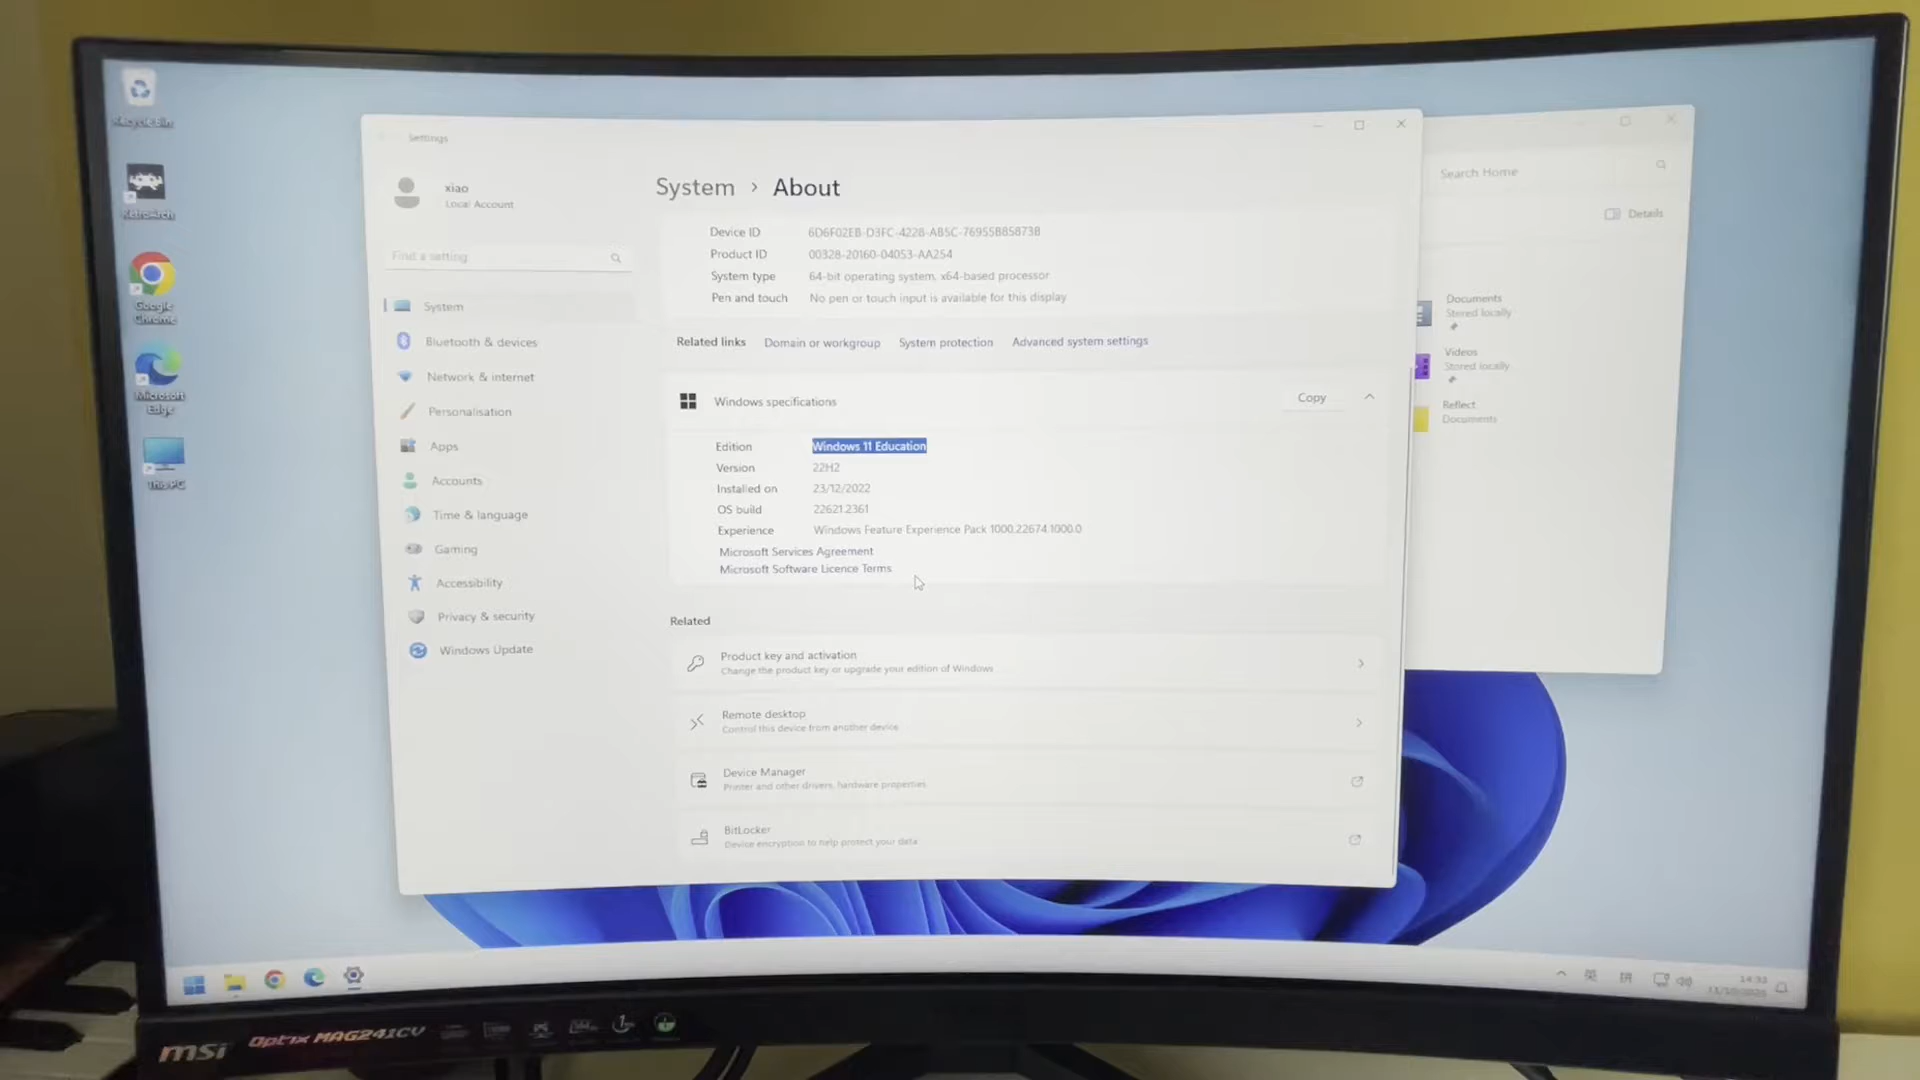 Recycle Bin
RetroArch
Google
Chrome
Microsoft
Edge
This PC
Settings
xiao
Local Account
Find a setting
System
Bluetooth & devices
Network & internet
Personalisation
Apps
Accounts
Time & language
Gaming
Accessibility
Privacy & security
Windows Update
System > About
Device ID 6D6F02EB-D3FC-4228-AB5C-769558858738
Product ID 00328-20160-04053-AA254
System type 64-bit operating system, x64-based processor
Pen and touch No pen or touch input is available for this display
Related links Domain or workgroup System protection Advanced system settings
Windows specifications
Copy
Edition Windows 11 Education
Version 22H2
Installed on 23/12/2022
OS build 22621.2361
Experience Windows Feature Experience Pack 1000.22674.1000.0
Microsoft Services Agreement
Microsoft Software Licence Terms
Related
Product key and activation
Change the product key or upgrade your edition of Windows
Remote desktop
Control this device from another device
Device Manager
Printer and other drivers, hardware properties
BitLocker
Device encryption to help protect your data
Search Home
Details
Documents
Stored locally
Videos
Stored locally
Reflect
Documents
英 拼
14:33
msi Optix MAG241CV